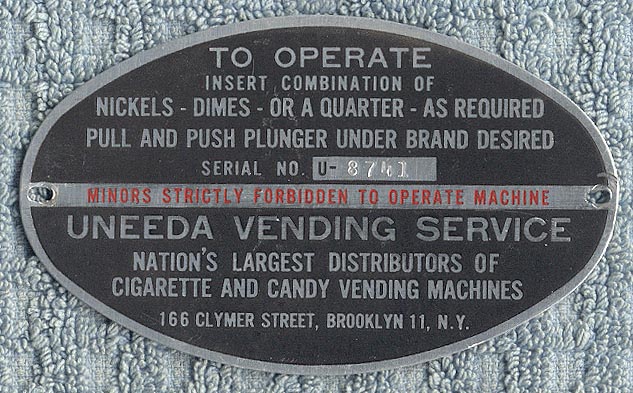 TO OPERATE
INSERT COMBINATION OF
NICKELS - DIMES - OR A QUARTER - AS REQUIRED
PULL AND PUSH PLUNGER UNDER BRAND DESIRED
SERIAL NO. U- 8741
MINORS STRICTLY FORBIDDEN TO OPERATE MACHINE
UNEEDA VENDING SERVICE
NATION'S LARGEST DISTRIBUTORS OF
CIGARETTE AND CANDY VENDING MACHINES
166 CLYMER STREET, BROOKLYN 11, N.Y.